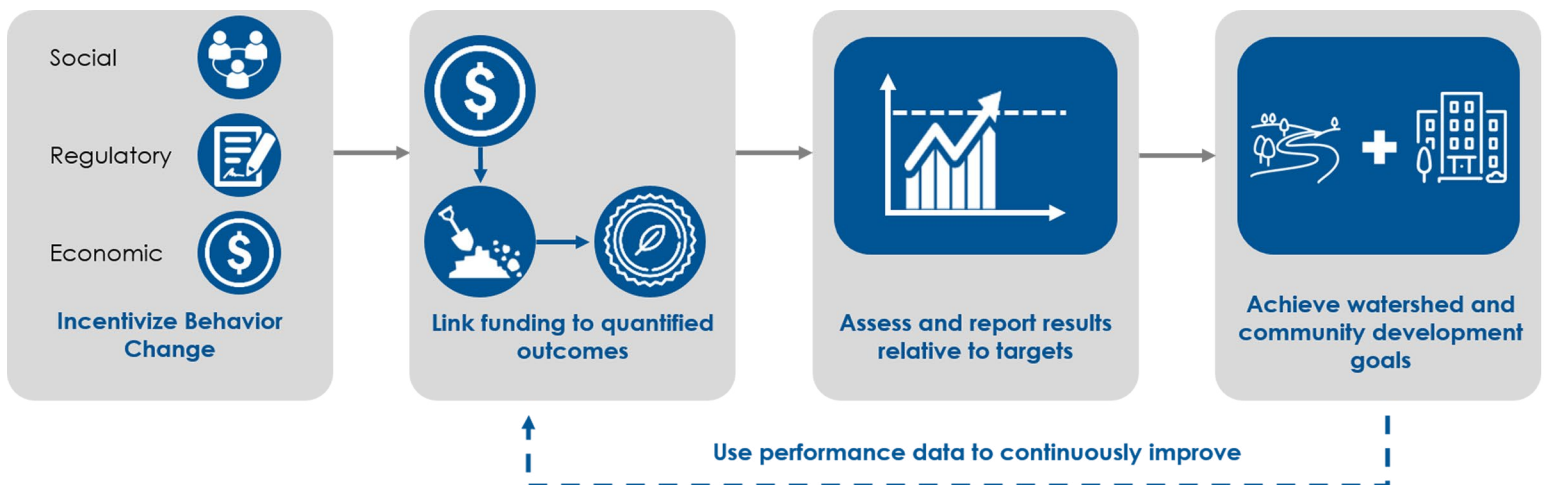 Social
Regulatory
Economic
Incentivize Behavior
Change
$
Link funding to quantified
outcomes
Assess and report results
relative to targets
Achieve watershed and
community development
goals
Use performance data to continuously improve